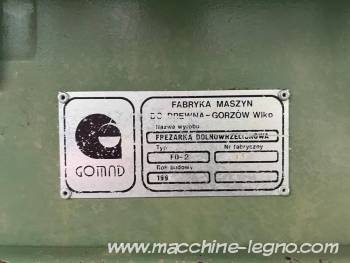 FABRYKA MASZYN
DO DREWNA-GORZÓW Wlkp
Nazwa wyrobu
FREZARKA DOLNOWRZECIONOWA
Typ
Nr fabryczny
FD-2
Rok budowy
199
GOMAD
www.macchine-legno.com